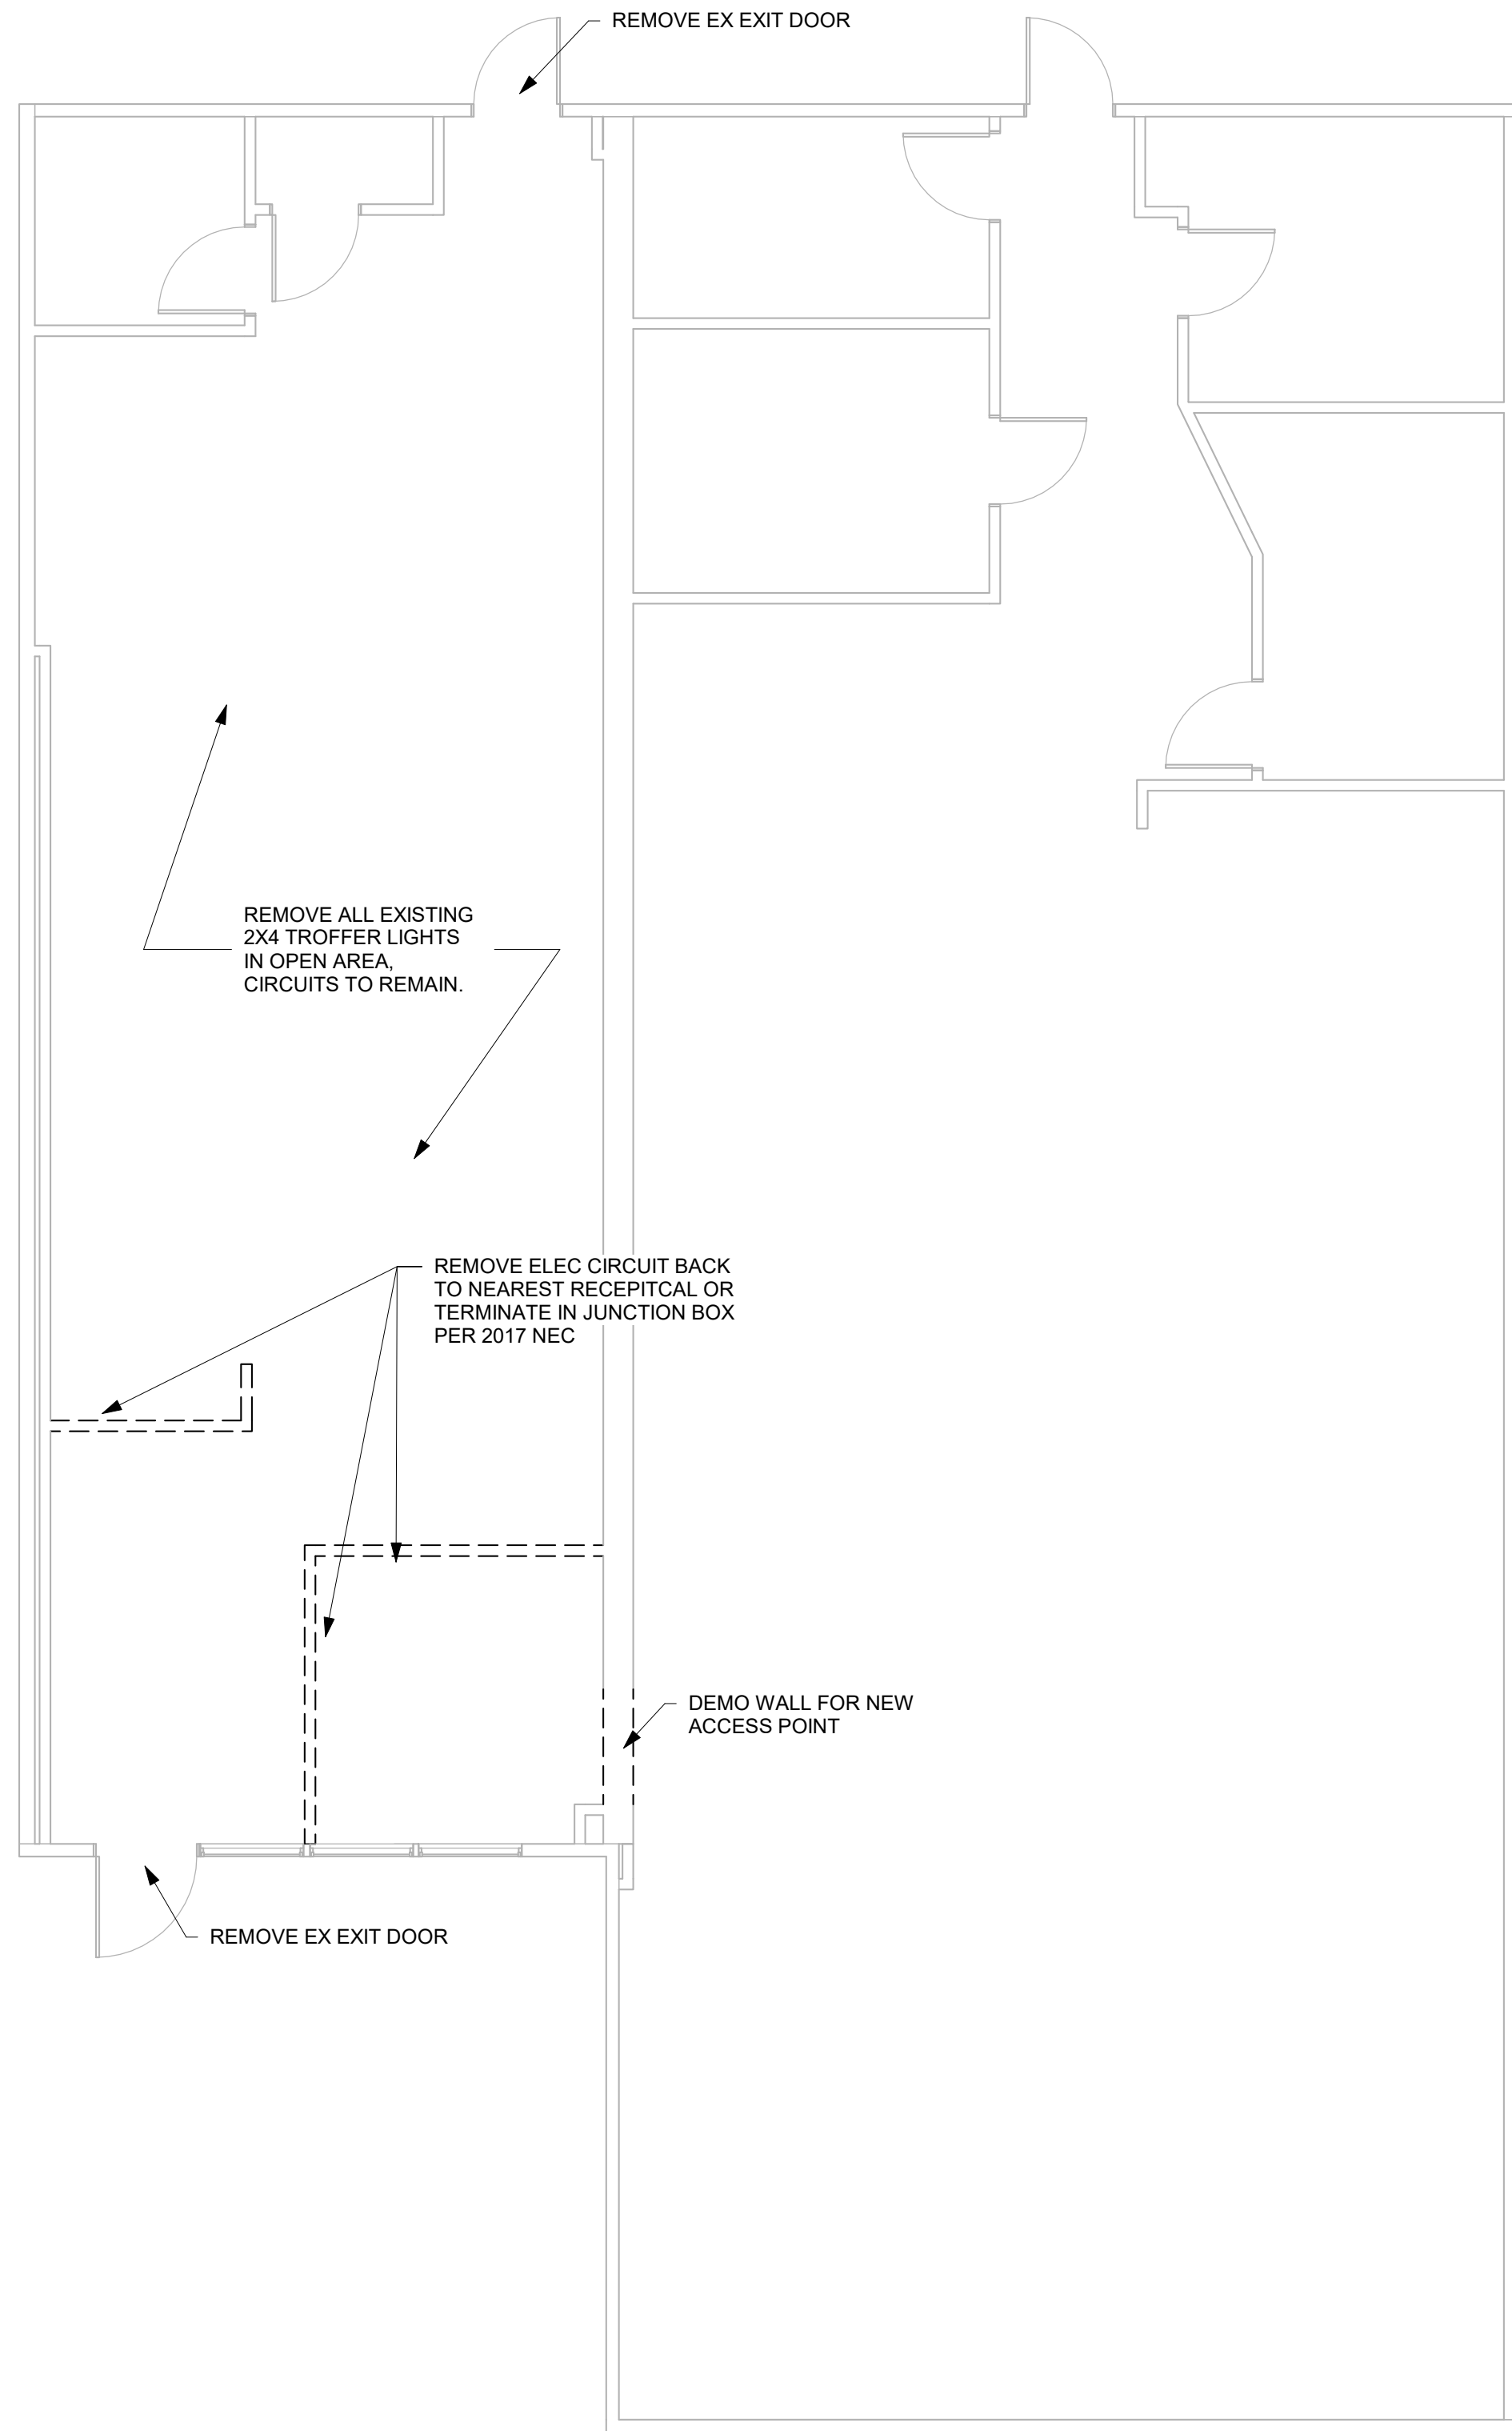 REMOVE EX EXIT DOOR
REMOVE ALL EXISTING
2X4 TROFFER LIGHTS
IN OPEN AREA,
CIRCUITS TO REMAIN.
REMOVE ELEC CIRCUIT BACK
TO NEAREST RECEPITCAL OR
TERMINATE IN JUNCTION BOX
PER 2017 NEC
DEMO WALL FOR NEW
ACCESS POINT
REMOVE EX EXIT DOOR